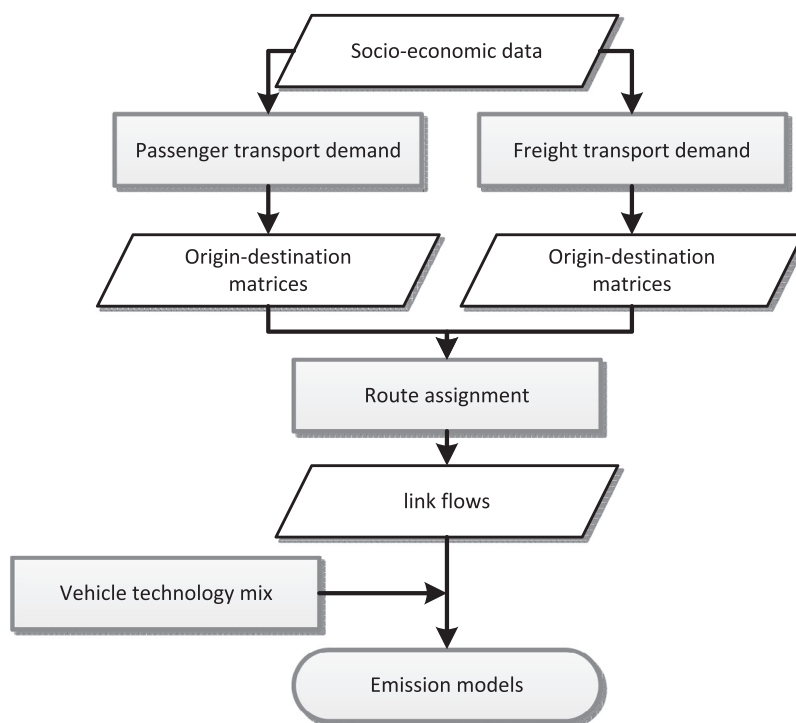 Socio-economic data
Passenger transport demand
Freight transport demand
Origin-destination
matrices
Origin-destination
matrices
Route assignment
link flows
Vehicle technology mix
Emission models